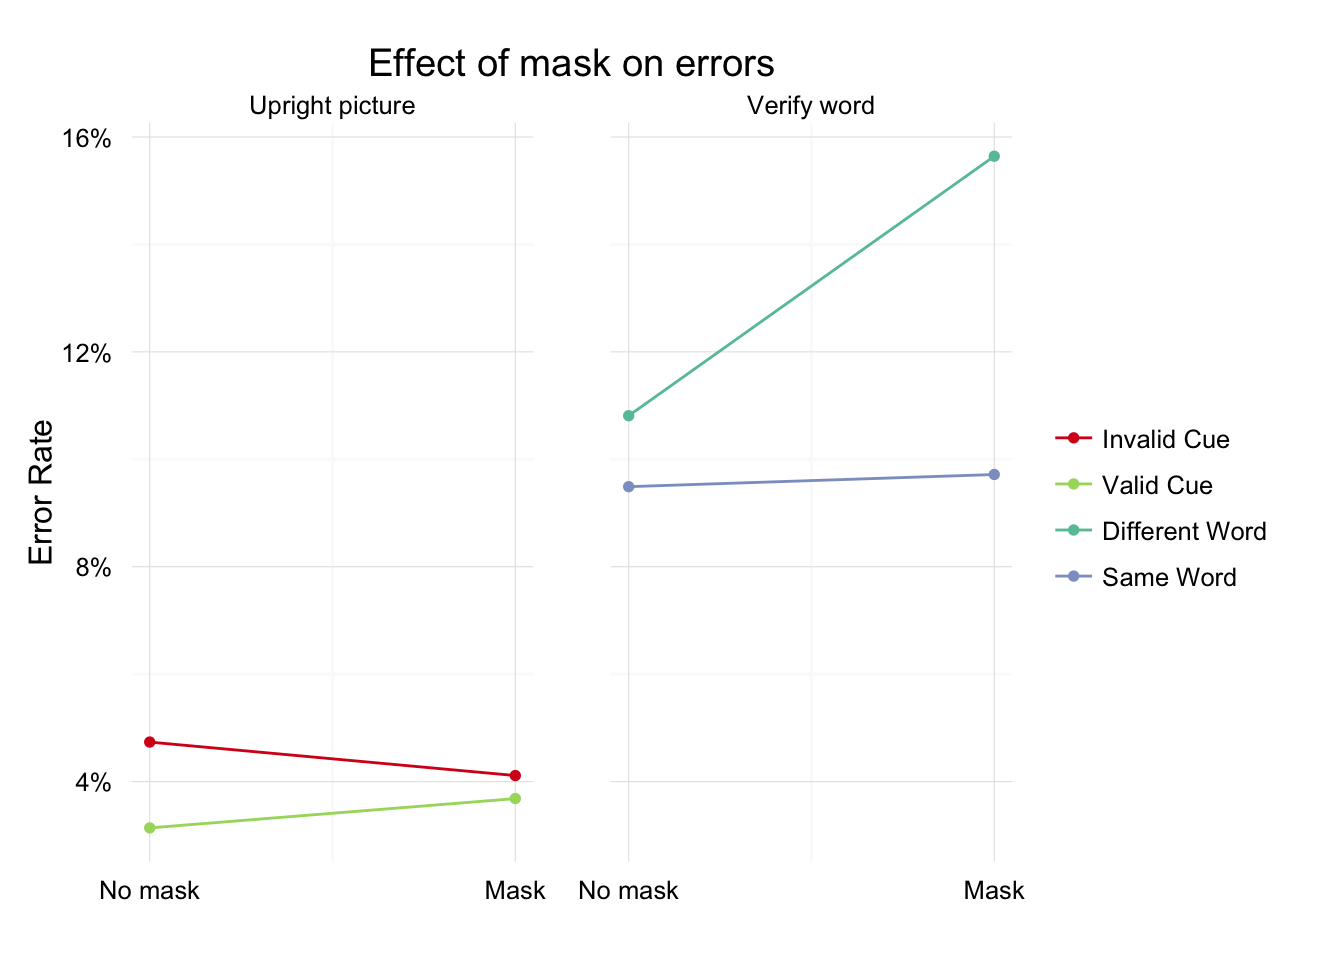 Effect of mask on errors
Upright picture
Verify word
16%
12%
8%
4%
Error Rate
No mask
Mask
No mask
Mask
Invalid Cue
Valid Cue
Different Word
Same Word